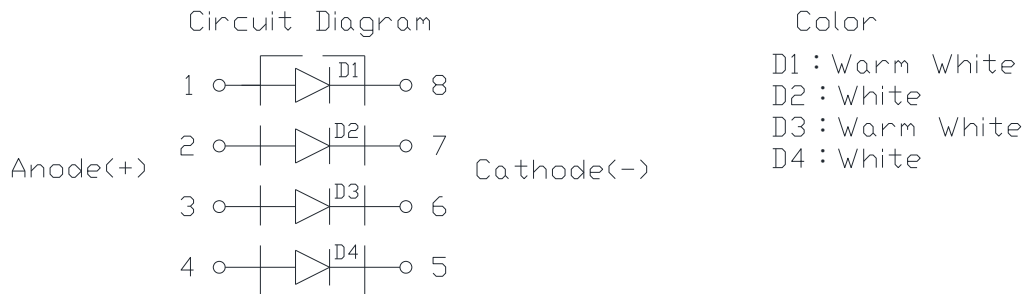 Circuit Diagram
Color
1 D1 8
2 D2 7
Anode(+)
Cathode(-)
3 D3 6
4 D4 5
D1:Warm White
D2:White
D3:Warm White
D4:White